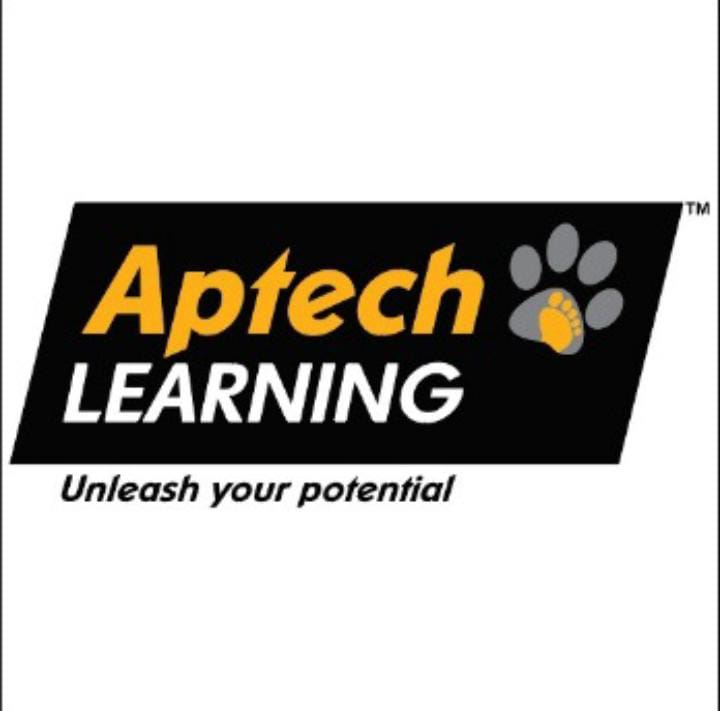 Aptech
LEARNING
™
Unleash your potential